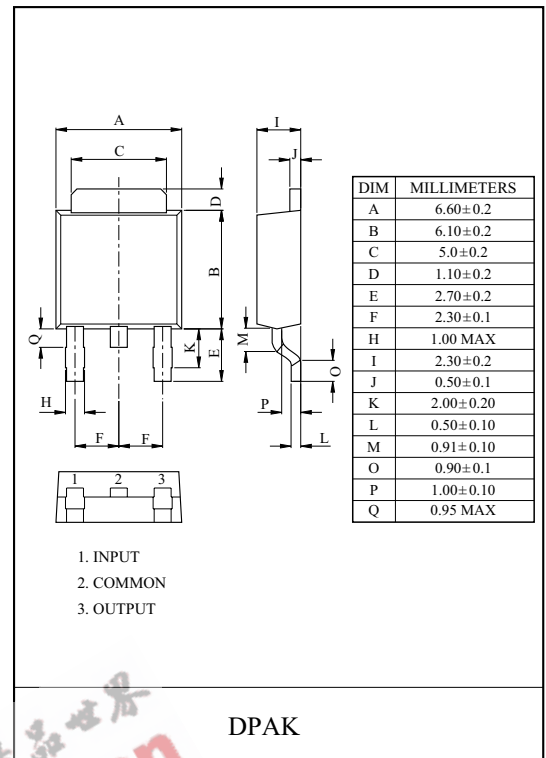 A
C
I
J
D
B
Q
K
E
M
O
H
F F
P
L
1 2 3
1. INPUT
2. COMMON
3. OUTPUT
DIM MILLIMETERS
A 6.60±0.2
B 6.10±0.2
C 5.0±0.2
D 1.10±0.2
E 2.70±0.2
F 2.30±0.1
H 1.00 MAX
I 2.30±0.2
J 0.50±0.1
K 2.00±0.20
L 0.50±0.10
M 0.91±0.10
O 0.90±0.1
P 1.00±0.10
Q 0.95 MAX
DPAK